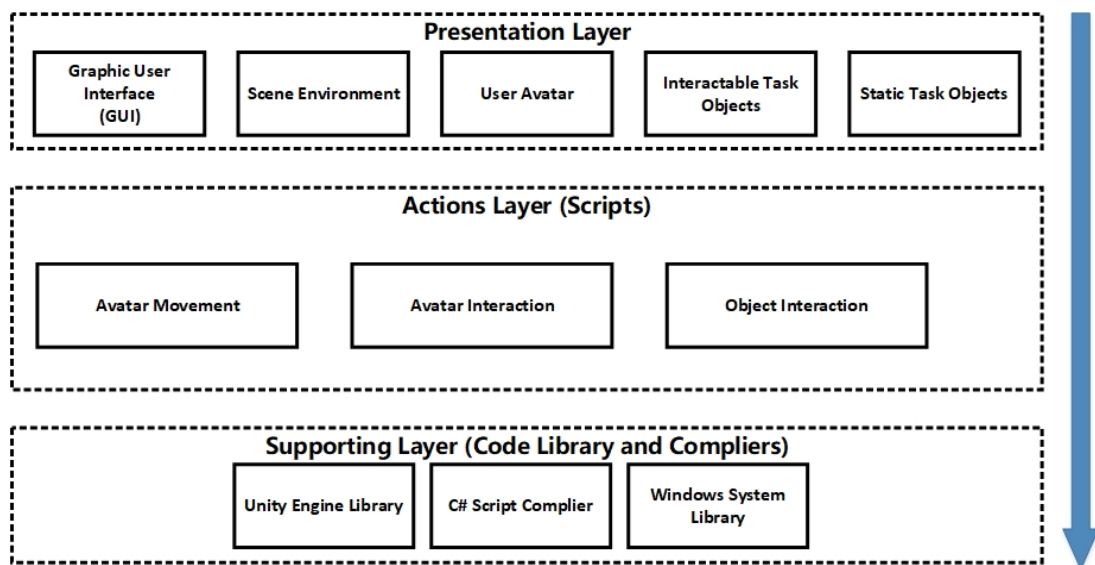 Presentation Layer
Graphic User
Interface
(GUI)
Scene Environment
User Avatar
Interactable Task
Objects
Static Task Objects
Actions Layer (Scripts)
Avatar Movement
Avatar Interaction
Object Interaction
Supporting Layer (Code Library and Compliers)
Unity Engine Library
C# Script Complier
Windows System
Library